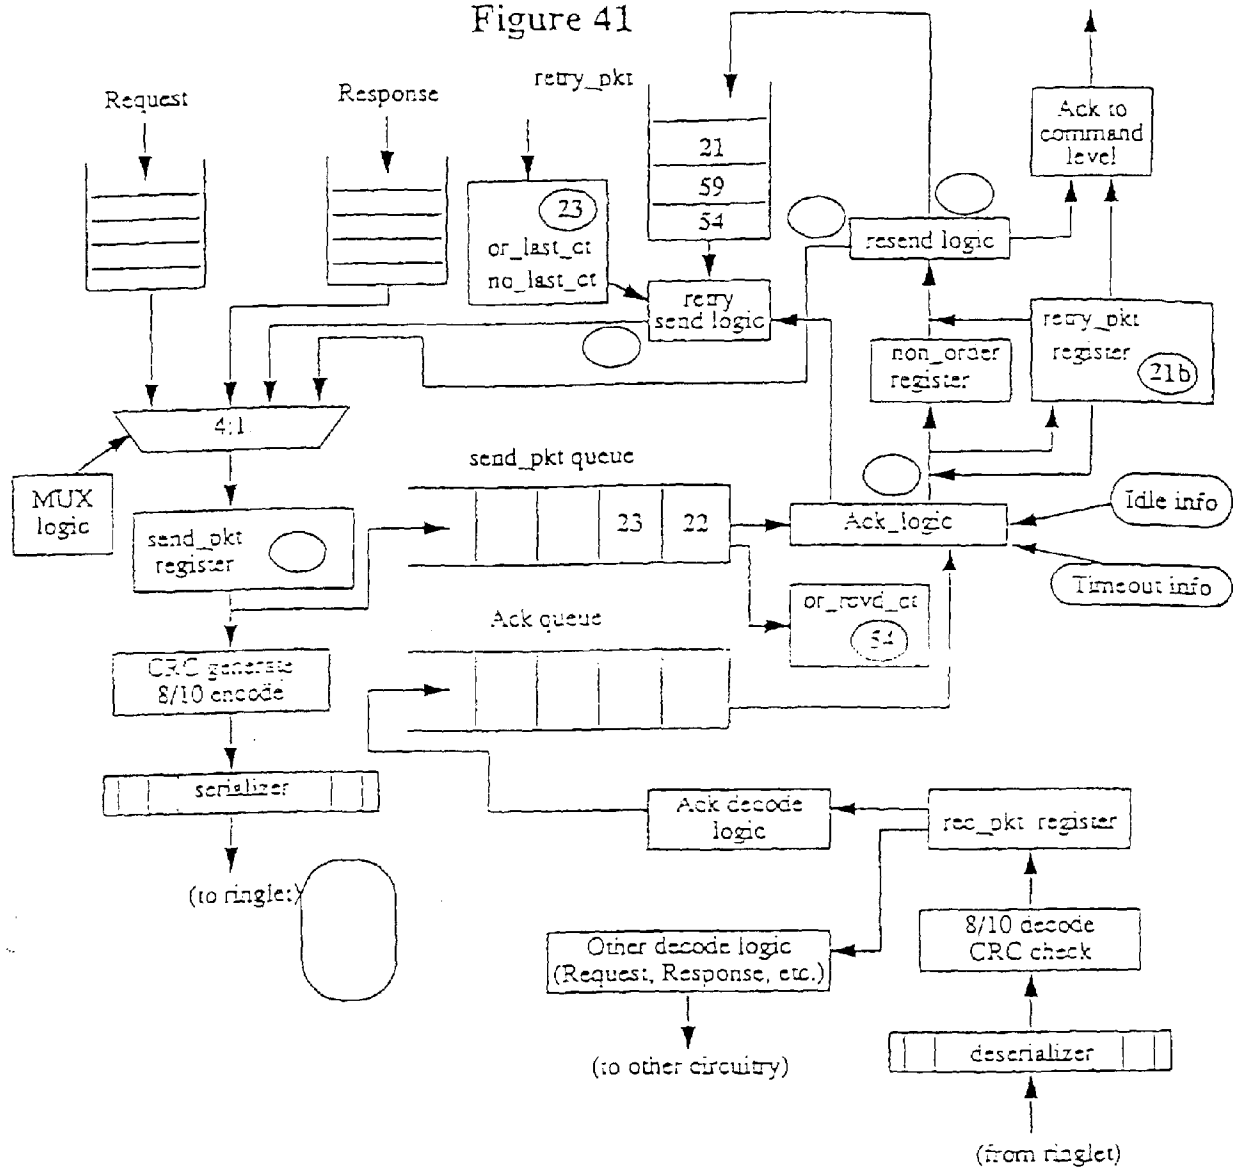 Figure 41
Request
Response
retry_pkt
21
59
54
23
or_last_ct
no_last_ct
retry
send logic
Ack to
command
level
resend logic
non_order
register
retry_pkt
register
21b
4:1
MUX
logic
send_pkt
register
send_pkt queue
23
22
Ack_logic
Idle info
Timeout info
or_rcvd_ct
54
Ack queue
CRC generate
8/10 encode
serializer
(to ringlet)
Ack decode
logic
rec_pkt_register
Other decode logic
(Request, Response, etc.)
(to other circuitry)
8/10 decode
CRC check
deserializer
(from ringlet)